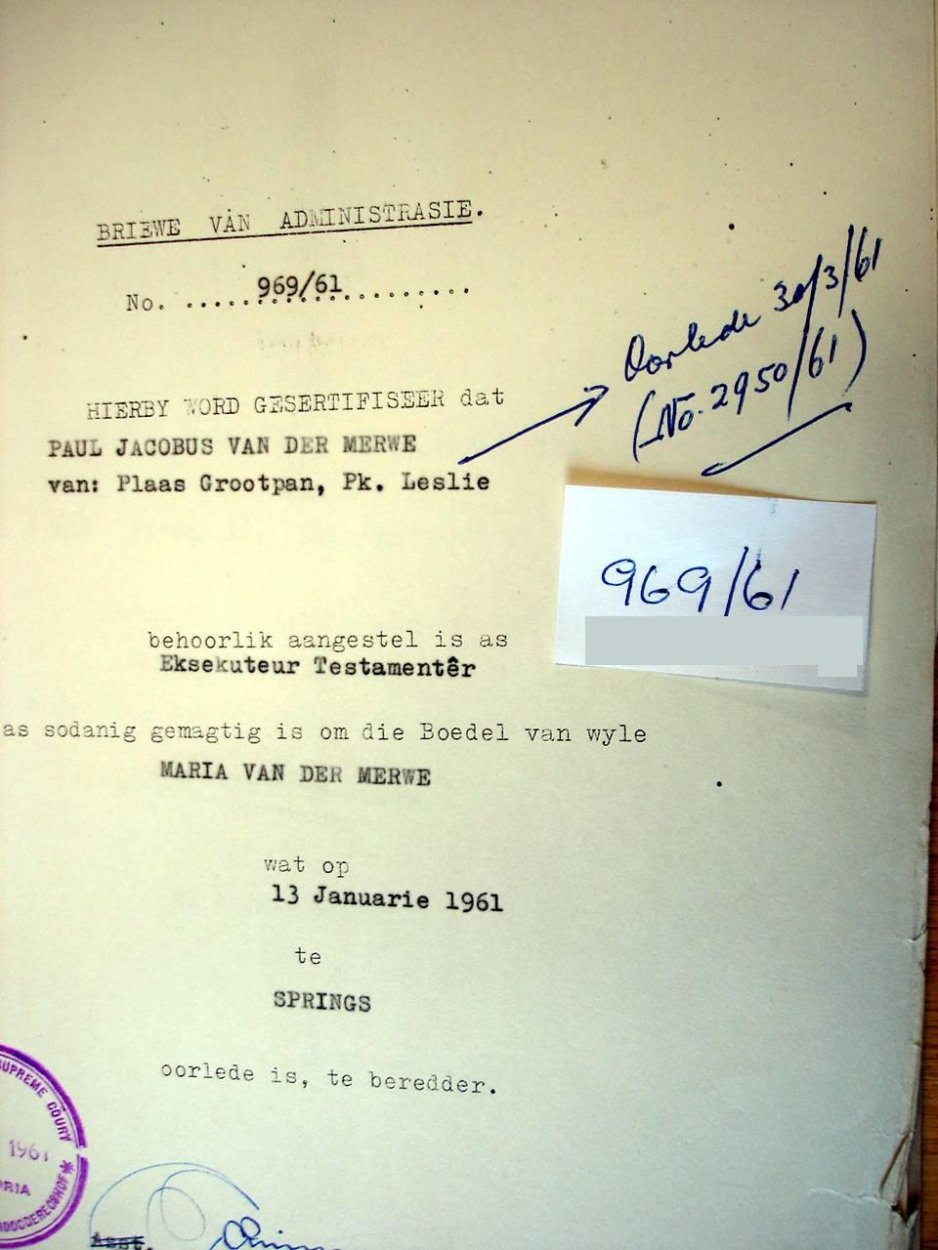 BRIEWE VAN ADMINISTRASIE.
No. .......969/61..........
Oorlede 30/3/61
(No. 2950/61)
HIERBY WORD GESERTIFISEER dat
PAUL JACOBUS VAN DER MERWE
van: Plaas Grootpan, Pk. Leslie
969/61
behoorlik aangestel is as
Eksekuteur Testamentêr
as sodanig gemagtig is om die Boedel van wyle
MARIA VAN DER MERWE
wat op
13 Januarie 1961
te
SPRINGS
oorlede is, te beredder.
SUPREME COURT
1961
RIA
HOOGGEREGSHOF
Asst.